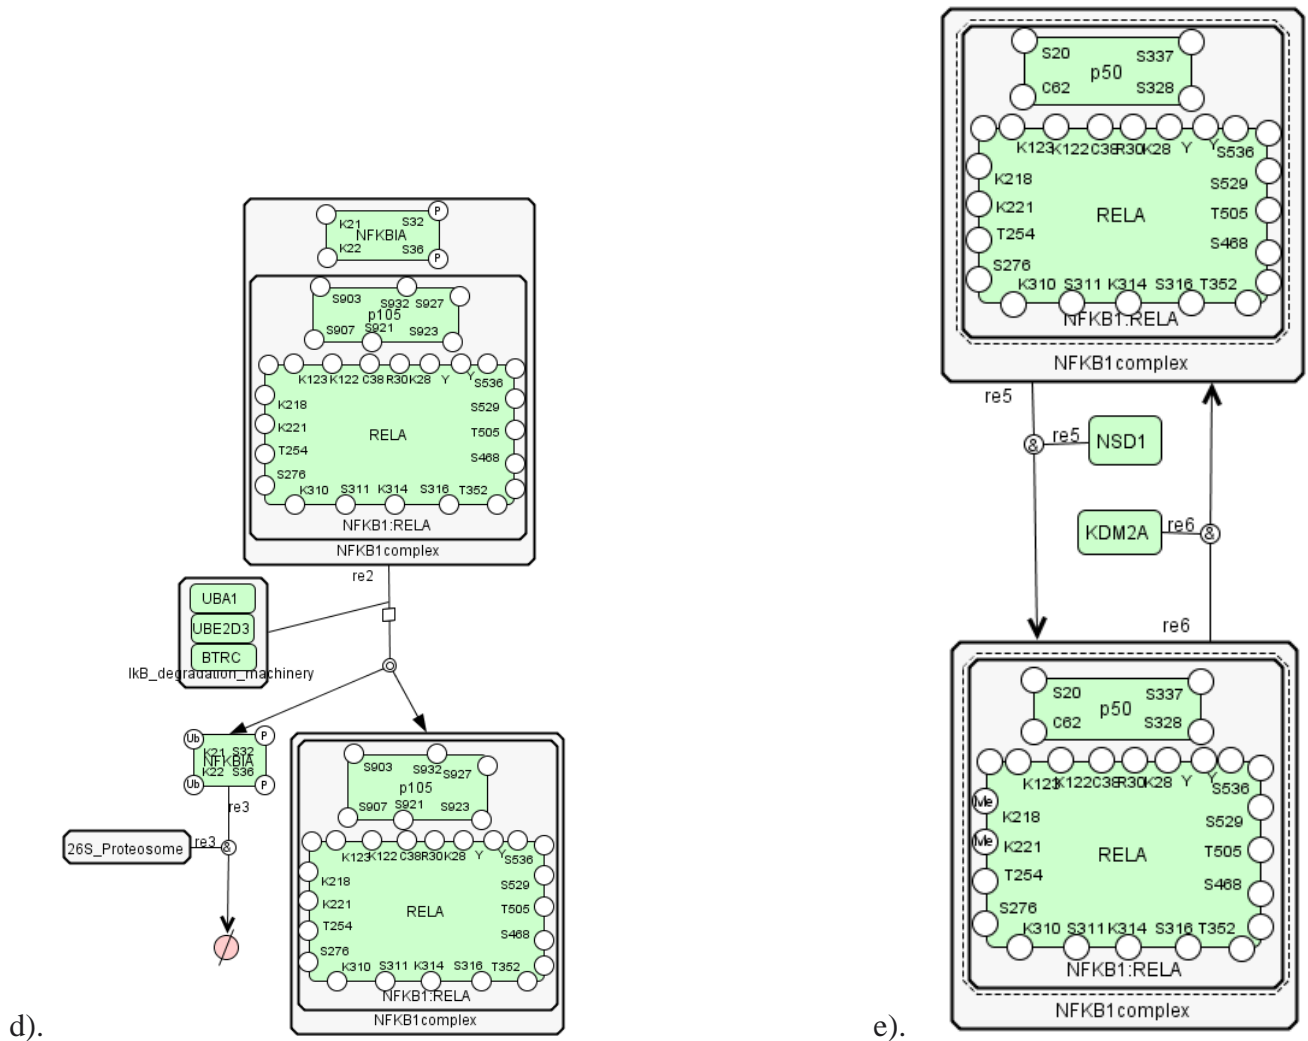 K21 S32 P
NFKBIA
K22 S36 P
S903 S932 S927
p105
S907 S921 S923
K123 K122 C38 R30 K28 Y Y S536
K218 S529
K221 RELA T505
T254 S468
S276
K310 S311 K314 S316 T352
NFKB1:RELA
NFKB1complex
re2
UBA1
UBE2D3
BTRC
IkB_degradation_machinery
Ub K21 S32 P
NFKBIA
Ub K22 S36 P
re3
26S_Proteosome re3 &
S903 S932 S927
p105
S907 S921 S923
K123 K122 C38 R30 K28 Y Y S536
K218 S529
K221 RELA T505
T254 S468
S276
K310 S311 K314 S316 T352
NFKB1:RELA
NFKB1complex
d).
S20 S337
p50
C62 S328
K123 K122 C38 R30 K28 Y Y S536
K218 S529
K221 RELA T505
T254 S468
S276
K310 S311 K314 S316 T352
NFKB1:RELA
NFKB1complex
re5
& re5 NSD1
KDM2A re6 &
re6
S20 S337
p50
C62 S328
K123 K122 C38 R30 K28 Y Y S536
Me K218 S529
Me K221 RELA T505
T254 S468
S276
K310 S311 K314 S316 T352
NFKB1:RELA
NFKB1complex
e).